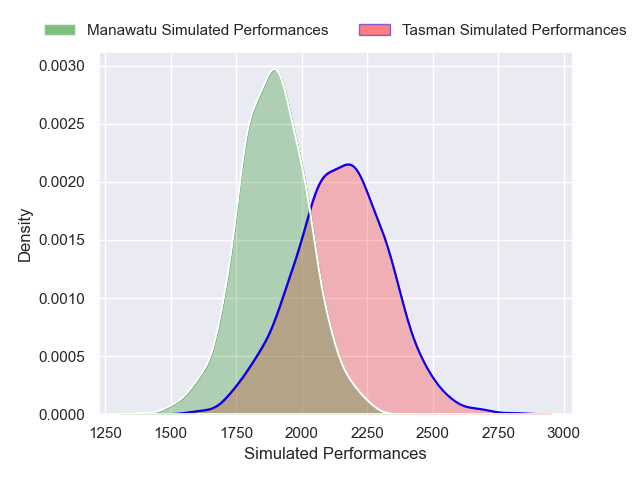 Manawatu Simulated Performances Tasman Simulated Performances
0.0030
0.0025
0.0020
0.0015
0.0010
0.0005
0.0000
Density
1250 1500 1750 2000 2250 2500 2750 3000
Simulated Performances